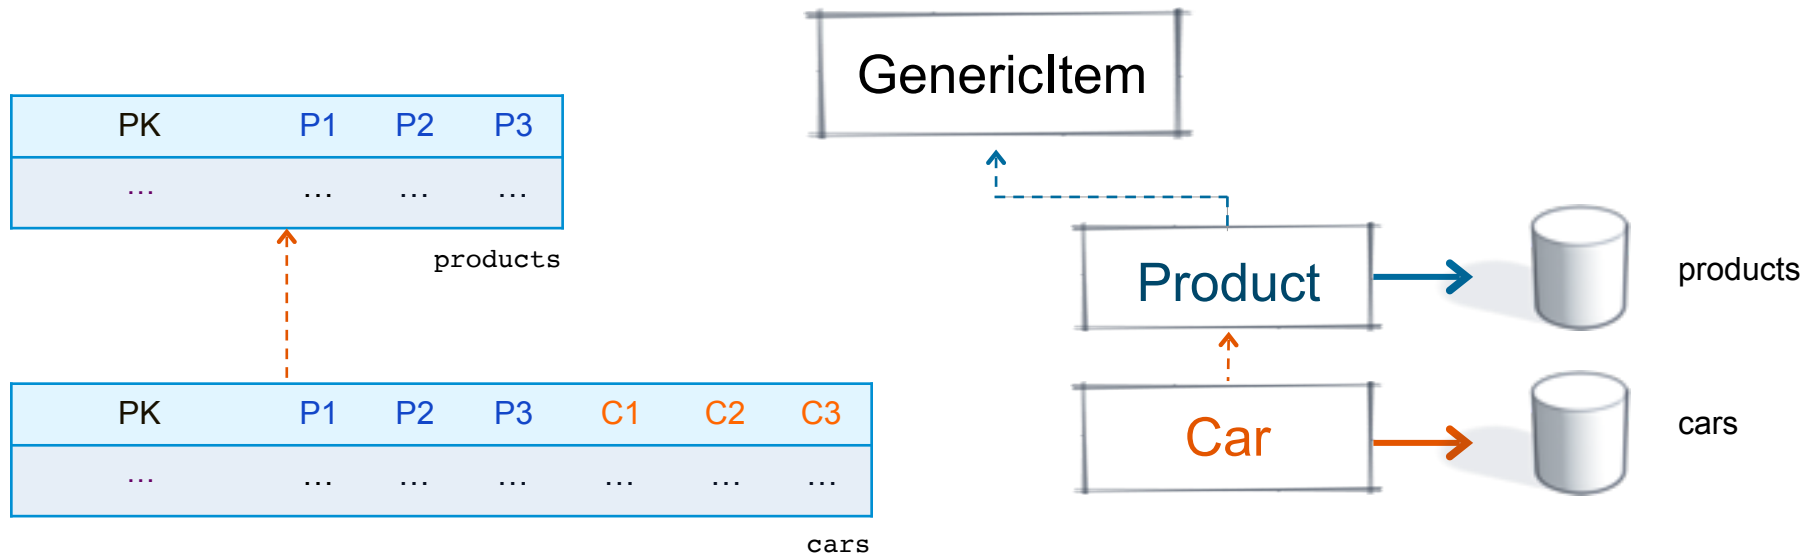 PK P1 P2 P3
... ... ... ...
products
PK P1 P2 P3 C1 C2 C3
... ... ... ... ... ... ...
cars
GenericItem
Product
products
Car
cars